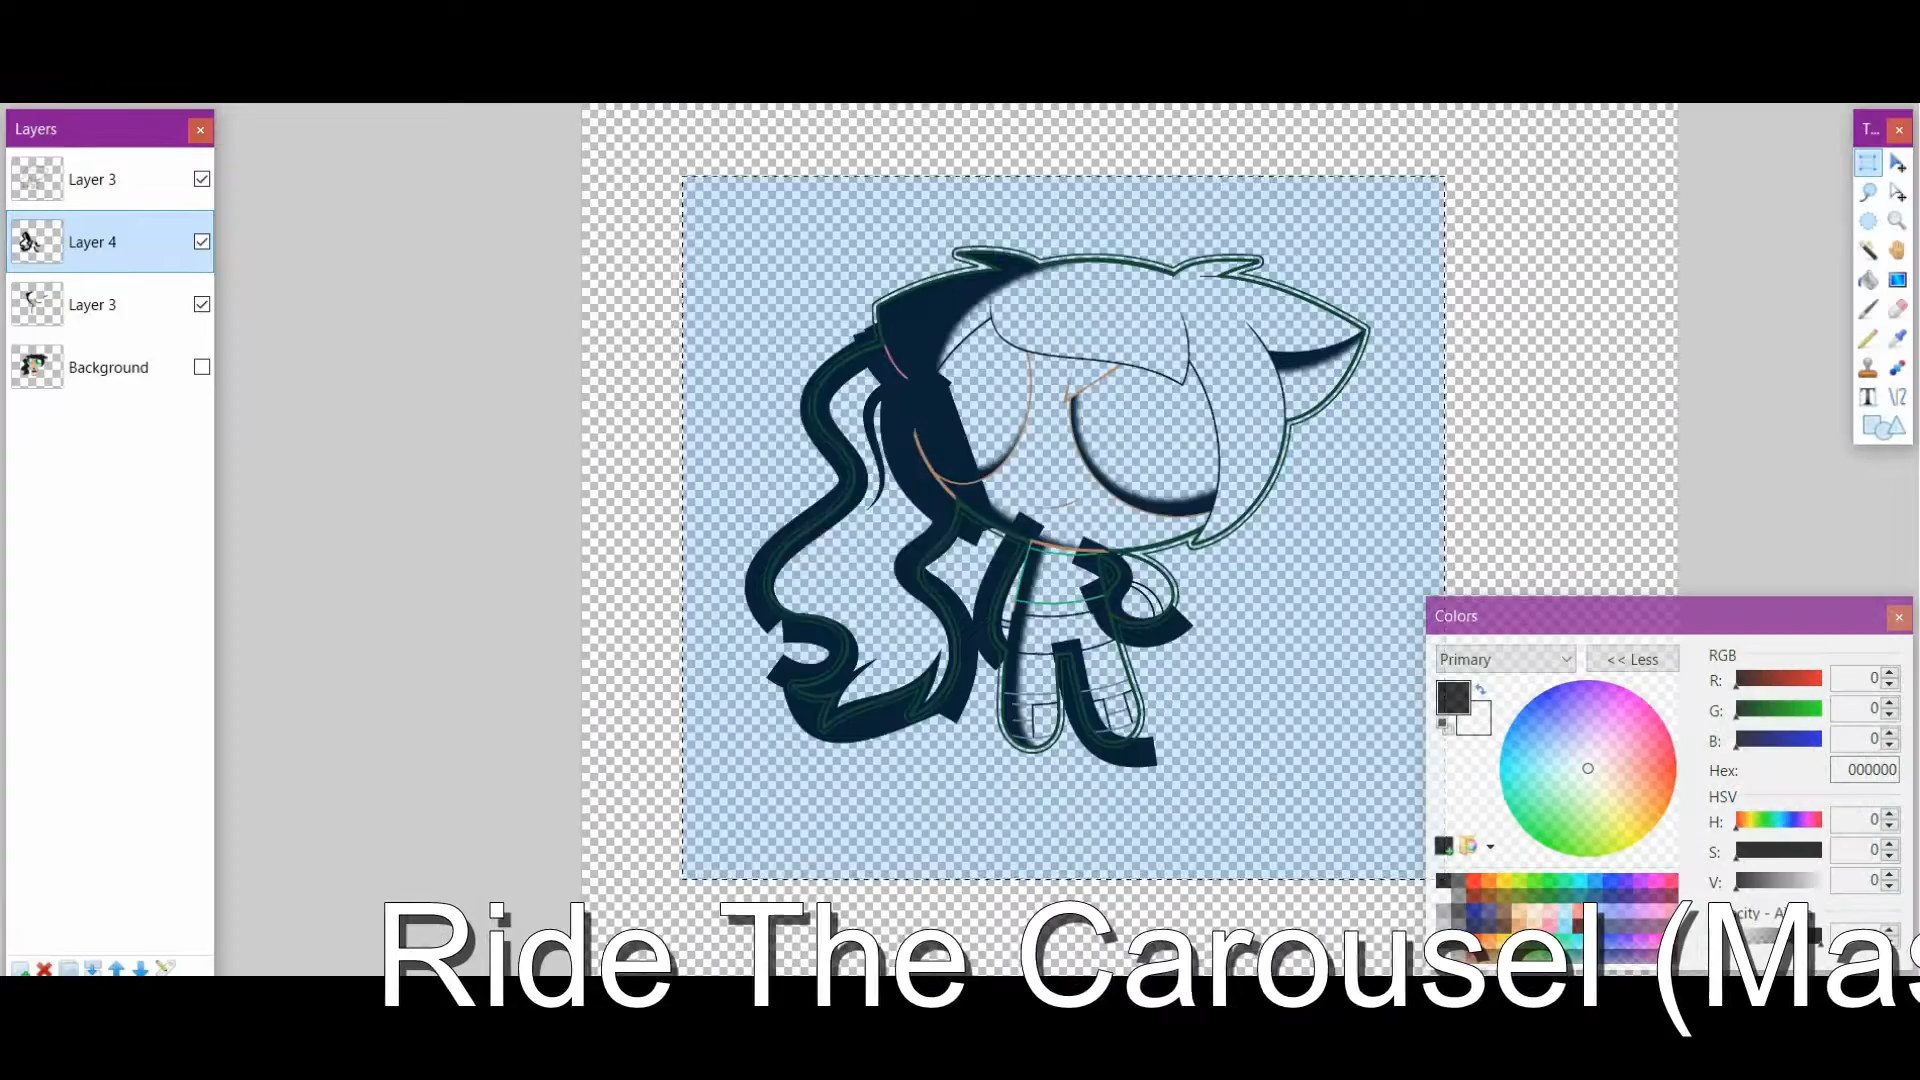 Layers
T...
Layer 3
Layer 4
Layer 3
Background
Colors
Primary
<< Less
RGB
R: 0
G: 0
B: 0
Hex: 000000
HSV
H: 0
S: 0
V: 0
Ride The Carousel (Mas